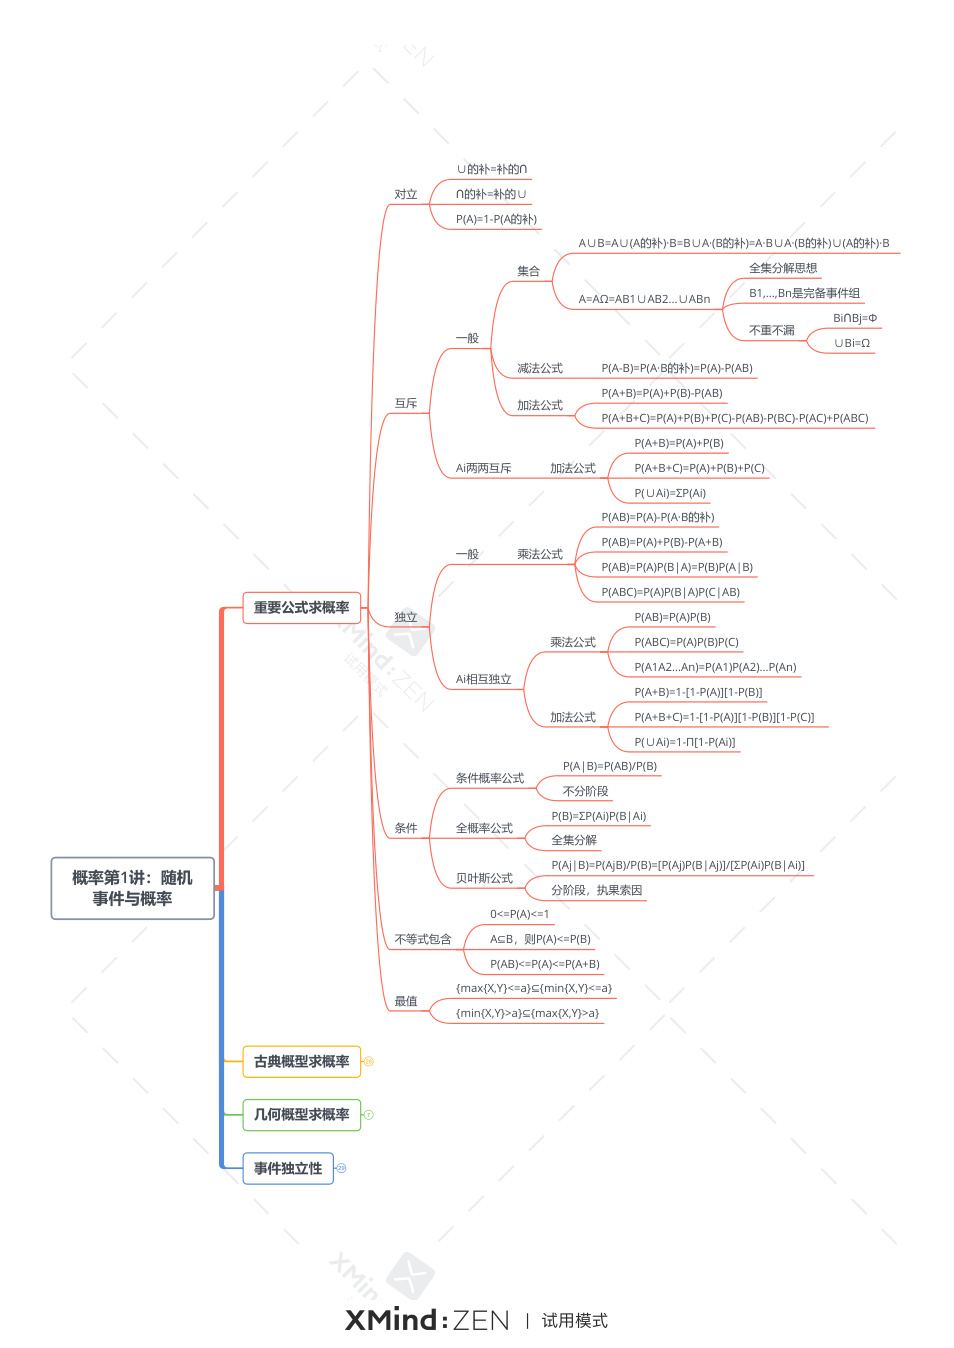 ∪的补=补的∩
对立
∩的补=补的∪
P(A)=1-P(A的补)
A∪B=A∪(A的补)·B=B∪A·(B的补)=A·B∪A·(B的补)∪(A的补)·B
集合
全集分解思想
A=AΩ=AB1∪AB2...∪ABn
B1,...,Bn是完备事件组
不重不漏
Bi∩Bj=Φ
∪Bi=Ω
一般
减法公式
P(A-B)=P(A·B的补)=P(A)-P(AB)
互斥
加法公式
P(A+B)=P(A)+P(B)-P(AB)
P(A+B+C)=P(A)+P(B)+P(C)-P(AB)-P(BC)-P(AC)+P(ABC)
Ai两两互斥
加法公式
P(A+B)=P(A)+P(B)
P(A+B+C)=P(A)+P(B)+P(C)
P(∪Ai)=ΣP(Ai)
一般
乘法公式
P(AB)=P(A)-P(A·B的补)
P(AB)=P(A)+P(B)-P(A+B)
P(AB)=P(A)P(B|A)=P(B)P(A|B)
P(ABC)=P(A)P(B|A)P(C|AB)
重要公式求概率
独立
Ai相互独立
乘法公式
P(AB)=P(A)P(B)
P(ABC)=P(A)P(B)P(C)
P(A1A2...An)=P(A1)P(A2)...P(An)
加法公式
P(A+B)=1-[1-P(A)][1-P(B)]
P(A+B+C)=1-[1-P(A)][1-P(B)][1-P(C)]
P(∪Ai)=1-Π[1-P(Ai)]
条件
条件概率公式
P(A|B)=P(AB)/P(B)
不分阶段
全概率公式
P(B)=ΣP(Ai)P(B|Ai)
全集分解
贝叶斯公式
P(Aj|B)=P(AjB)/P(B)=[P(Aj)P(B|Aj)]/[ΣP(Ai)P(B|Ai)]
分阶段，执果索因
概率第1讲：随机
事件与概率
不等式包含
0<=P(A)<=1
A⊆B，则P(A)<=P(B)
P(AB)<=P(A)<=P(A+B)
最值
{max{X,Y}<=a}⊆{min{X,Y}<=a}
{min{X,Y}>a}⊆{max{X,Y}>a}
古典概型求概率
几何概型求概率
7
事件独立性
XMind:ZEN
试用模式
XMind:ZEN | 试用模式